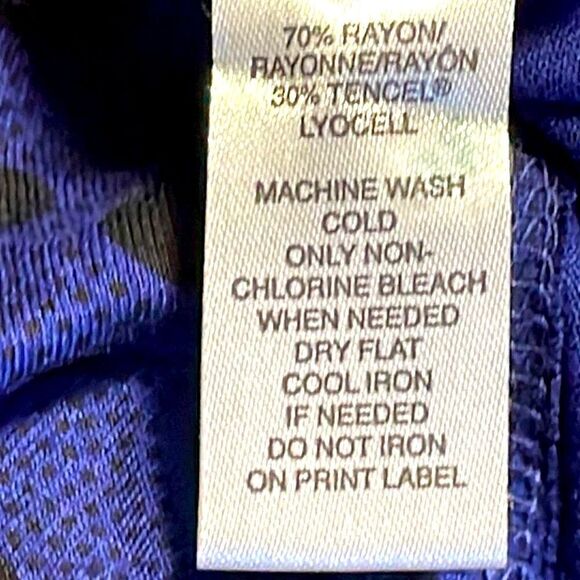 70% RAYON/
RAYONNE/RAYÓN
30% TENCEL®
LYOCELL
MACHINE WASH
COLD
ONLY NON-
CHLORINE BLEACH
WHEN NEEDED
DRY FLAT
COOL IRON
IF NEEDED
DO NOT IRON
ON PRINT LABEL